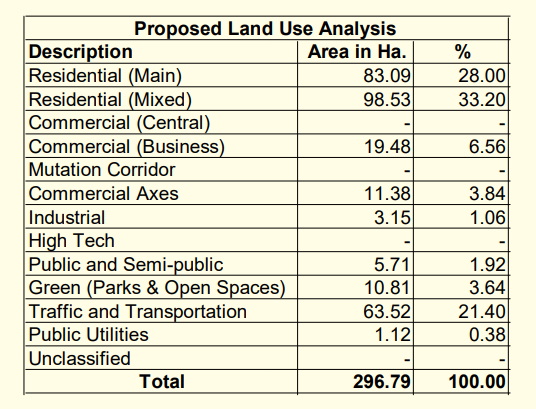 Proposed Land Use Analysis
Description Area in Ha. %
Residential (Main) 83.09 28.00
Residential (Mixed) 98.53 33.20
Commercial (Central) - -
Commercial (Business) 19.48 6.56
Mutation Corridor - -
Commercial Axes 11.38 3.84
Industrial 3.15 1.06
High Tech - -
Public and Semi-public 5.71 1.92
Green (Parks & Open Spaces) 10.81 3.64
Traffic and Transportation 63.52 21.40
Public Utilities 1.12 0.38
Unclassified - -
Total 296.79 100.00